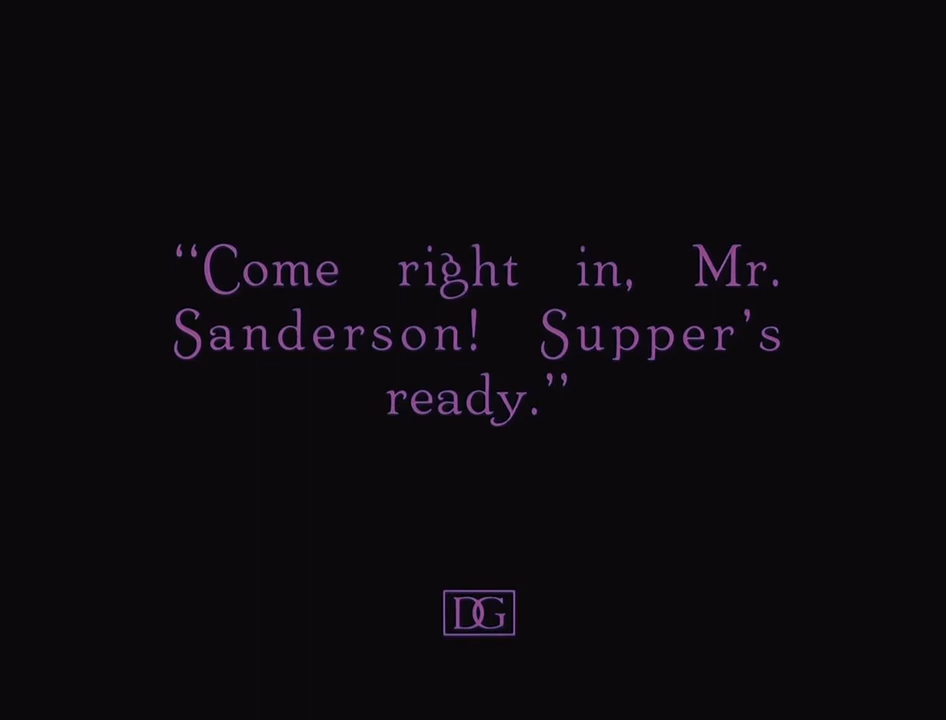 “Come right in, Mr.
Sanderson! Supper’s
ready.”
DG